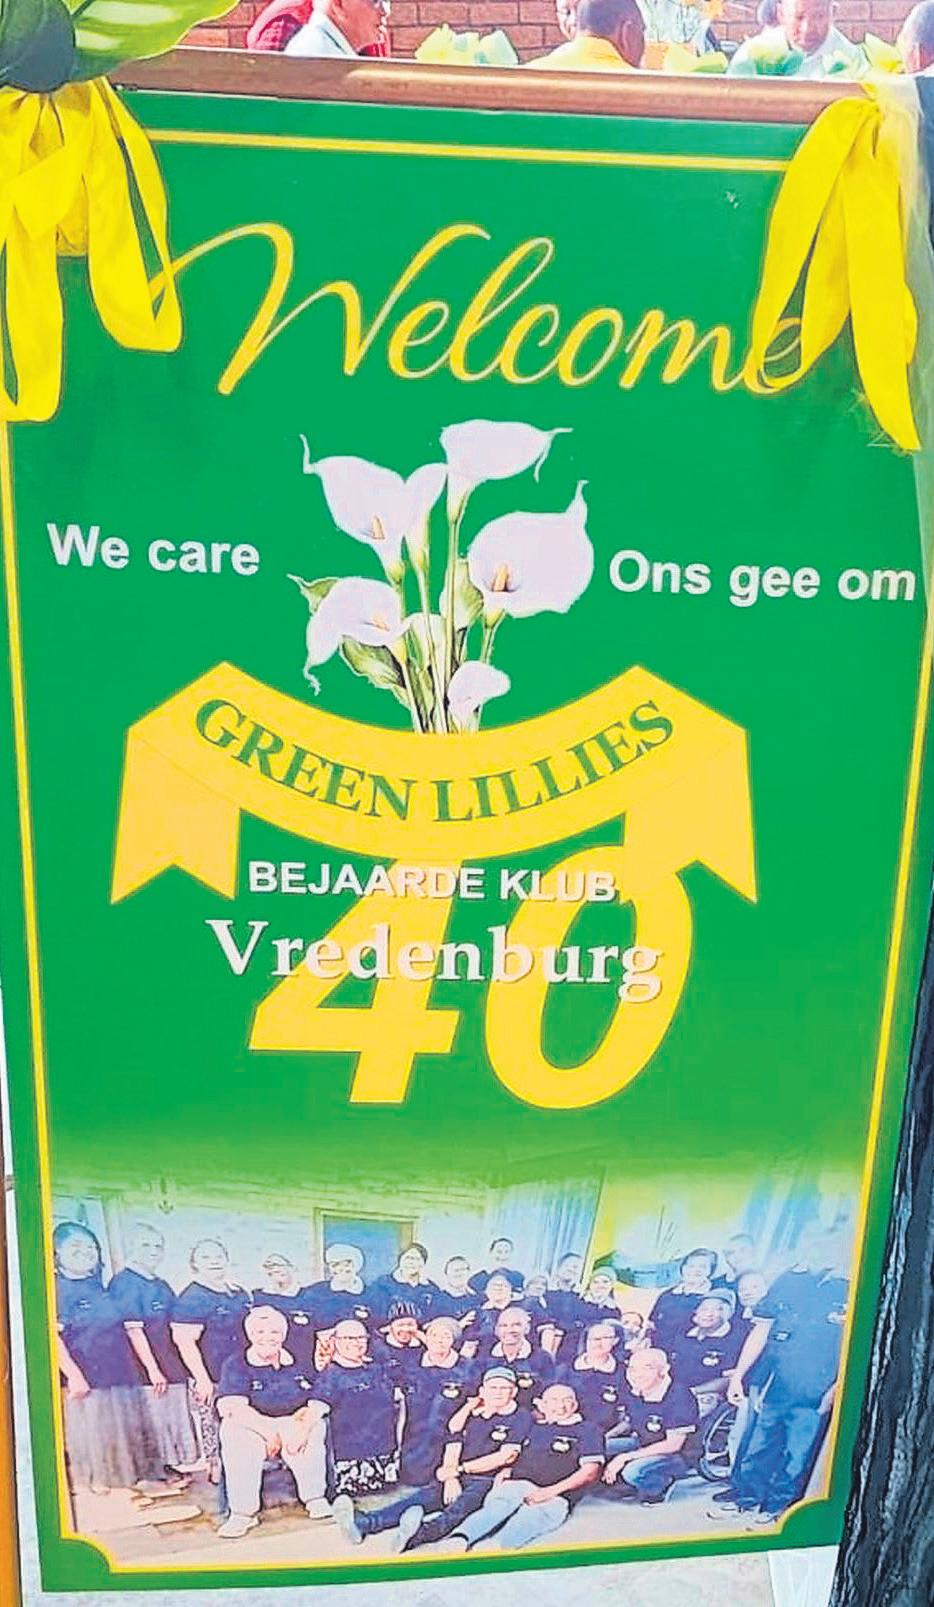 Welcome
We care
Ons gee om
GREEN LILLIES
BEJAARDE KLUB
Vredenburg
40